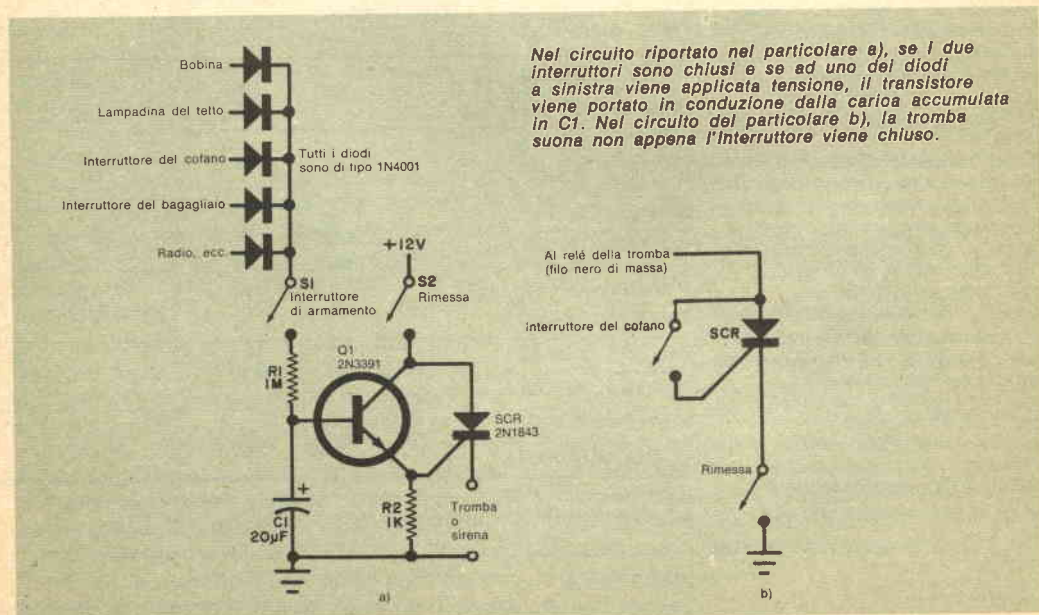 Nel circuito riportato nel particolare a), se i due
interruttori sono chiusi e se ad uno dei diodi
a sinistra viene applicata tensione, il transistore
viene portato in conduzione dalla carioa accumulata
in C1. Nel circuito del particolare b), la tromba
suona non appena l'Interruttore viene chiuso.
Bobina
Lampadina del tetto
Interruttore del cofano
Tutti i diodi
sono di tipo 1N4001
Interruttore del bagagliaio
Radio, ecc.
S1
Interruttore
di armamento
+12V
S2
Rimessa
R1
1M
Q1
2N3391
SCR
2N1843
C1
20µF
+
R2
1K
Tromba
o
sirena
a)
Al relé della tromba
(filo nero di massa)
Interruttore del cofano
SCR
Rimessa
b)